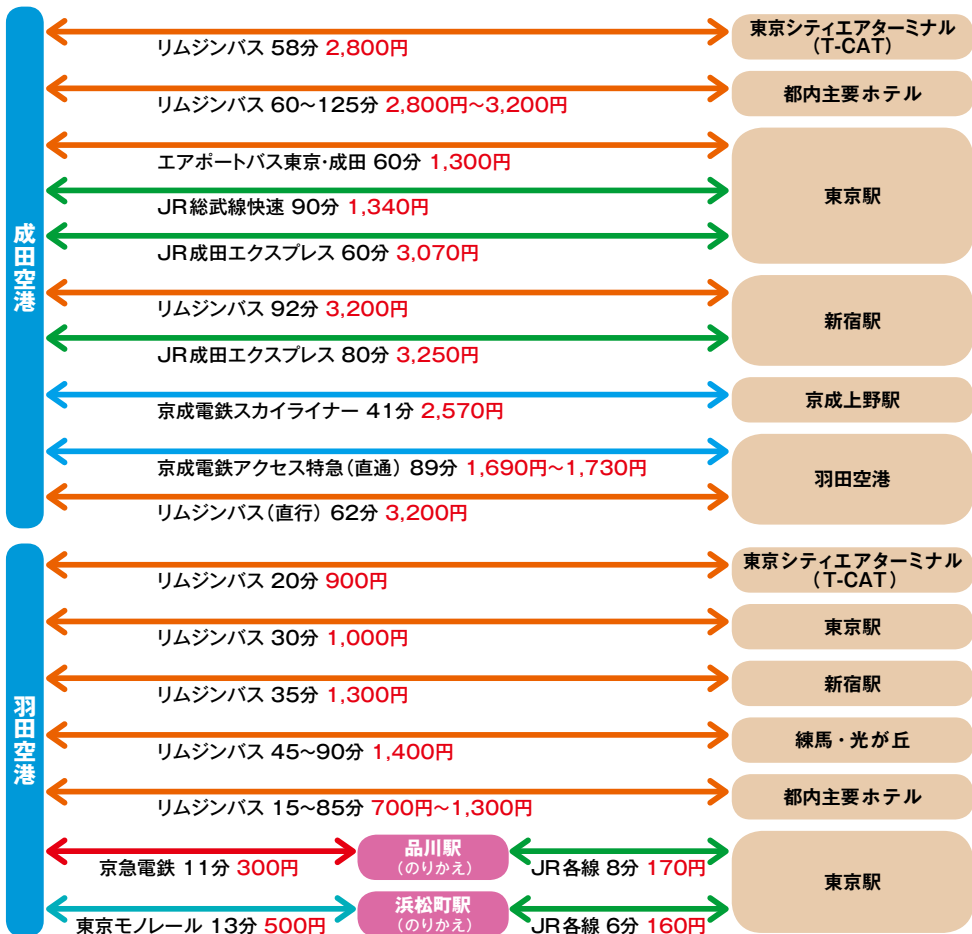 成田空港
リムジンバス 58分 2,800円
東京シティエアターミナル
(T-CAT)
リムジンバス 60〜125分 2,800円〜3,200円
都内主要ホテル
エアポートバス東京・成田 60分 1,300円
JR総武線快速 90分 1,340円
JR成田エクスプレス 60分 3,070円
東京駅
リムジンバス 92分 3,200円
JR成田エクスプレス 80分 3,250円
新宿駅
京成電鉄スカイライナー 41分 2,570円
京成上野駅
京成電鉄アクセス特急(直通) 89分 1,690円〜1,730円
リムジンバス(直行) 62分 3,200円
羽田空港
羽田空港
リムジンバス 20分 900円
東京シティエアターミナル
(T-CAT)
リムジンバス 30分 1,000円
東京駅
リムジンバス 35分 1,300円
新宿駅
リムジンバス 45〜90分 1,400円
練馬・光が丘
リムジンバス 15〜85分 700円〜1,300円
都内主要ホテル
京急電鉄 11分 300円
品川駅
(のりかえ)
JR各線 8分 170円
東京モノレール 13分 500円
浜松町駅
(のりかえ)
JR各線 6分 160円
東京駅